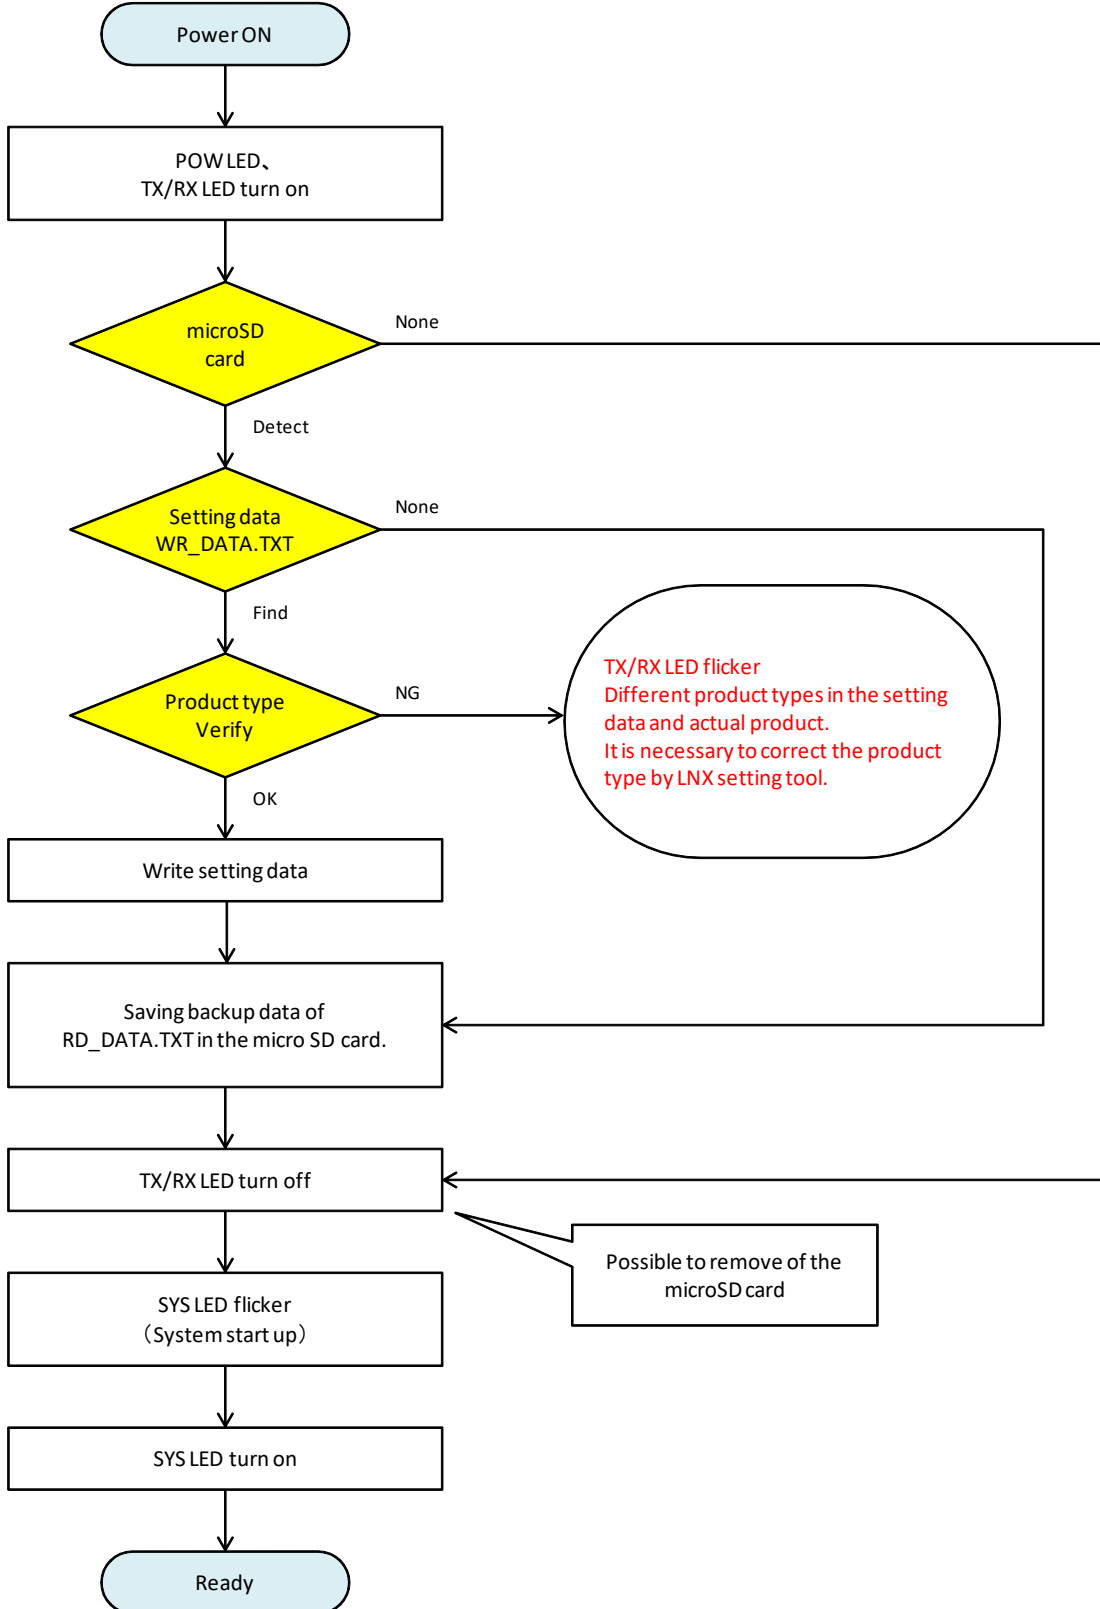 Power ON
POW LED、
TX/RX LED turn on
microSD
card
None
Detect
Setting data
WR_DATA.TXT
None
Find
Product type
Verify
NG
TX/RX LED flicker
Different product types in the setting
data and actual product.
It is necessary to correct the product
type by LNX setting tool.
OK
Write setting data
Saving backup data of
RD_DATA.TXT in the micro SD card.
TX/RX LED turn off
Possible to remove of the
microSD card
SYS LED flicker
（System start up）
SYS LED turn on
Ready